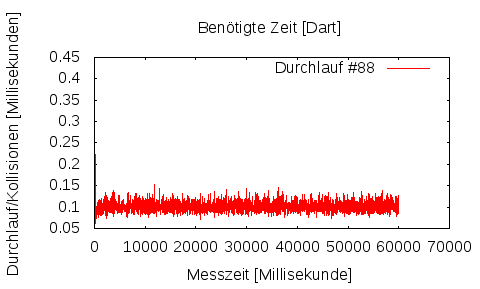 Benötigte Zeit [Dart]
Durchlauf/Kollisionen [Millisekunden]
0.45
0.4
0.35
0.3
0.25
0.2
0.15
0.1
0.05
Durchlauf #88
0 10000 20000 30000 40000 50000 60000 70000
Messzeit [Millisekunde]